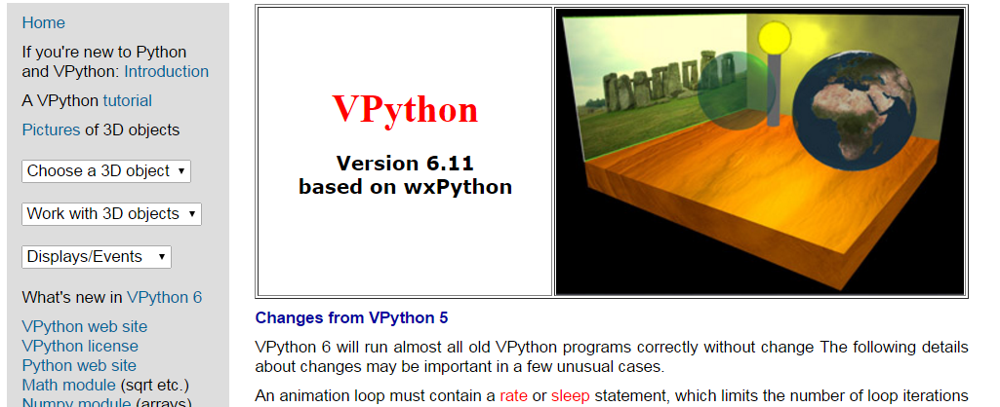 Home
If you're new to Python
and VPython: Introduction
A VPython tutorial
Pictures of 3D objects
Choose a 3D object
Work with 3D objects
Displays/Events
What's new in VPython 6
VPython web site
VPython license
Python web site
Math module (sqrt etc.)
Numpy module (arrays)
VPython
Version 6.11
based on wxPython
Changes from VPython 5
VPython 6 will run almost all old VPython programs correctly without change The following details
about changes may be important in a few unusual cases.
An animation loop must contain a rate or sleep statement, which limits the number of loop iterations